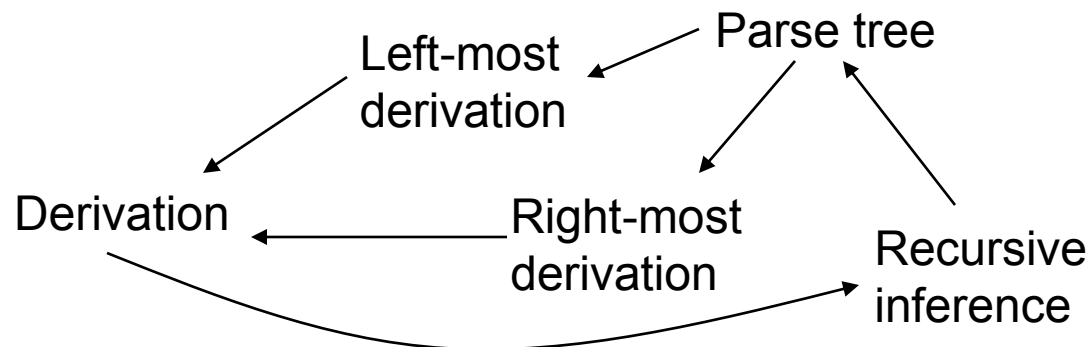 Parse tree
Left-most
derivation
Derivation
Right-most
derivation
Recursive
inference